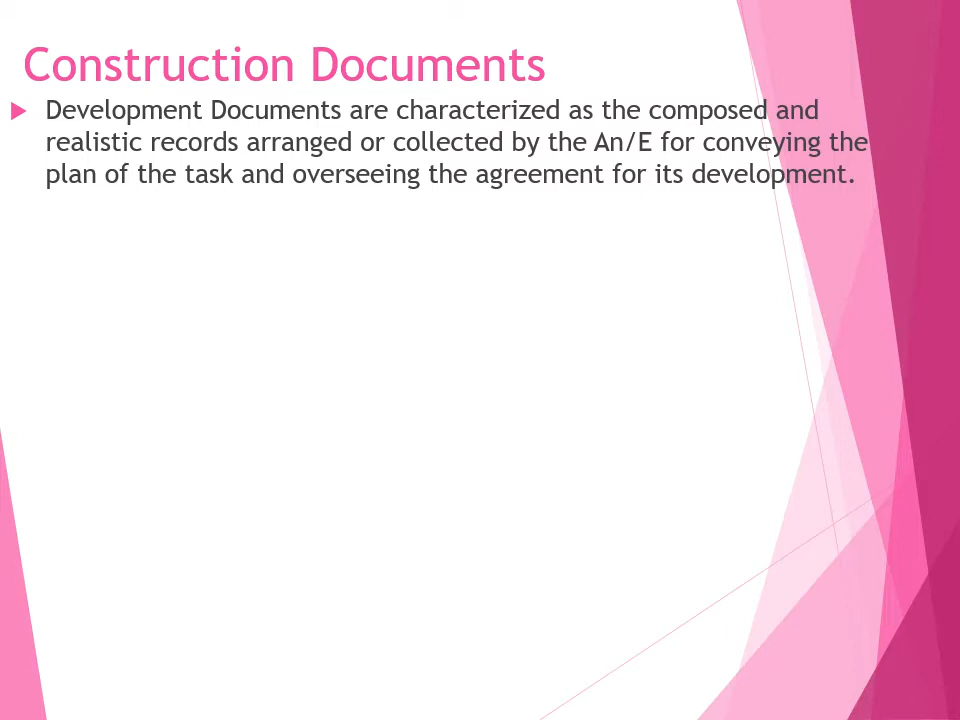 Construction Documents
Development Documents are characterized as the composed and
realistic records arranged or collected by the An/E for conveying the
plan of the task and overseeing the agreement for its development.